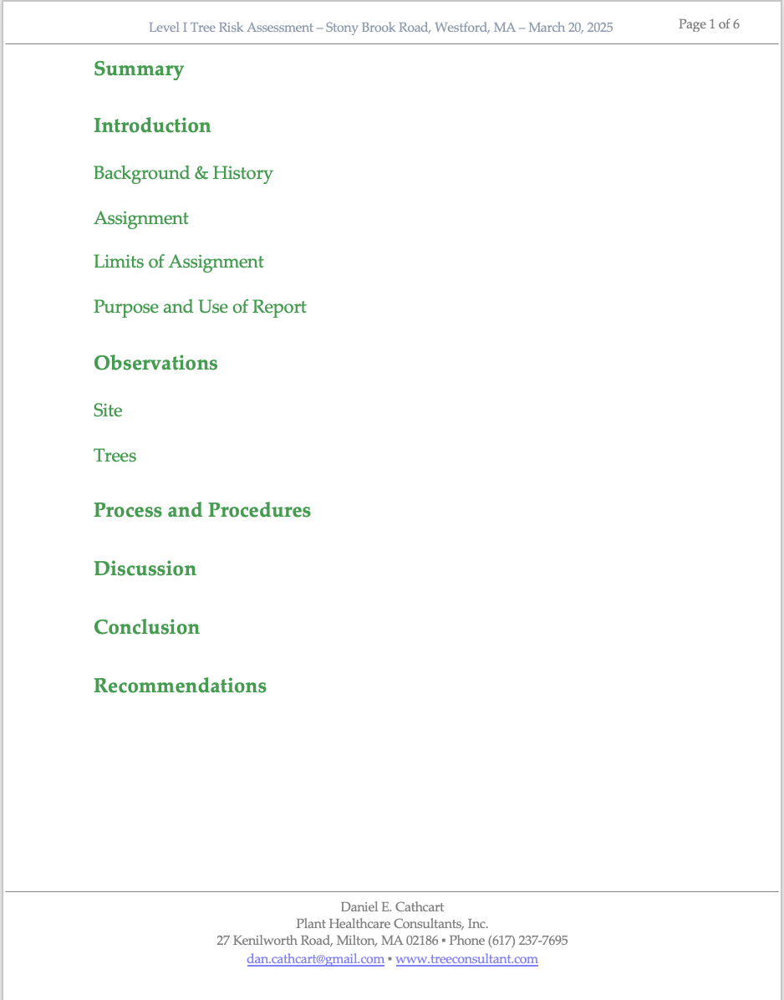 Level I Tree Risk Assessment – Stony Brook Road, Westford, MA – March 20, 2025
Page 1 of 6
Summary
Introduction
Background & History
Assignment
Limits of Assignment
Purpose and Use of Report
Observations
Site
Trees
Process and Procedures
Discussion
Conclusion
Recommendations
Daniel E. Cathcart
Plant Healthcare Consultants, Inc.
27 Kenilworth Road, Milton, MA 02186 ▪ Phone (617) 237-7695
dan.cathcart@gmail.com ▪ www.treeconsultant.com